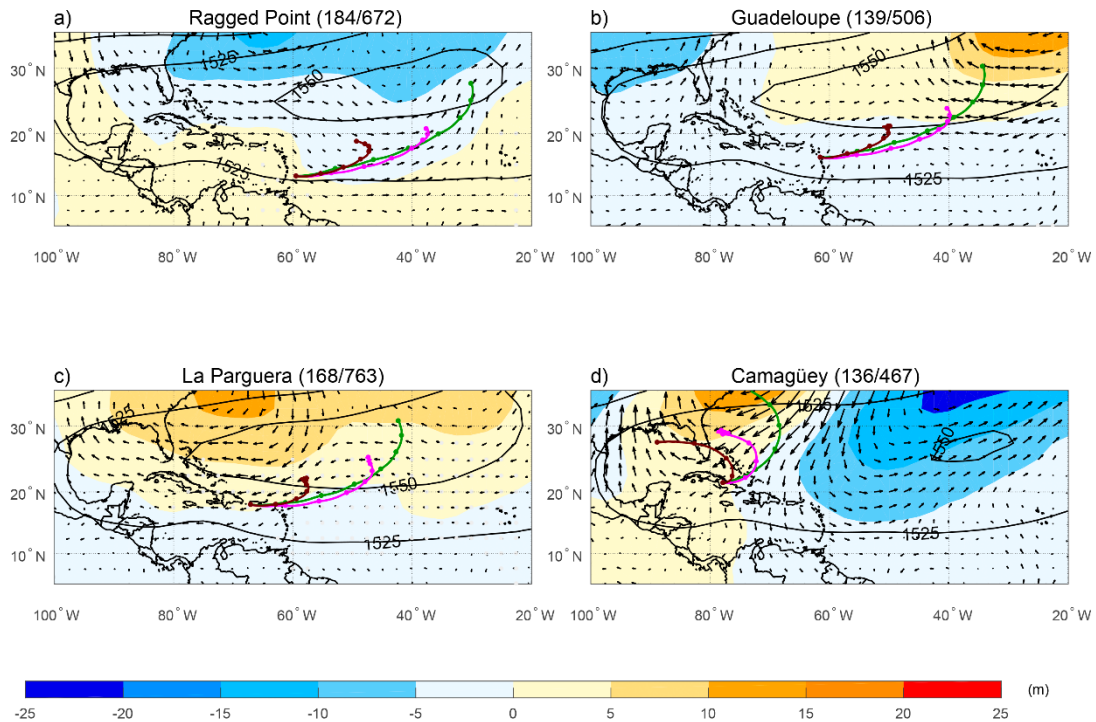 a) Ragged Point (184/672)
b) Guadeloupe (139/506)
30°N 1525 1550
30°N 1550
20°N
20°N
1525
1525
10°N
10°N
100°W 80°W 60°W 40°W 20°W
100°W 80°W 60°W 40°W 20°W
c) La Parguera (168/763)
d) Camagüey (136/467)
30°N 1525
30°N 1525 1550
20°N 1550
20°N
1525
1525
10°N
10°N
100°W 80°W 60°W 40°W 20°W
100°W 80°W 60°W 40°W 20°W
(m)
-25 -20 -15 -10 -5 0 5 10 15 20 25